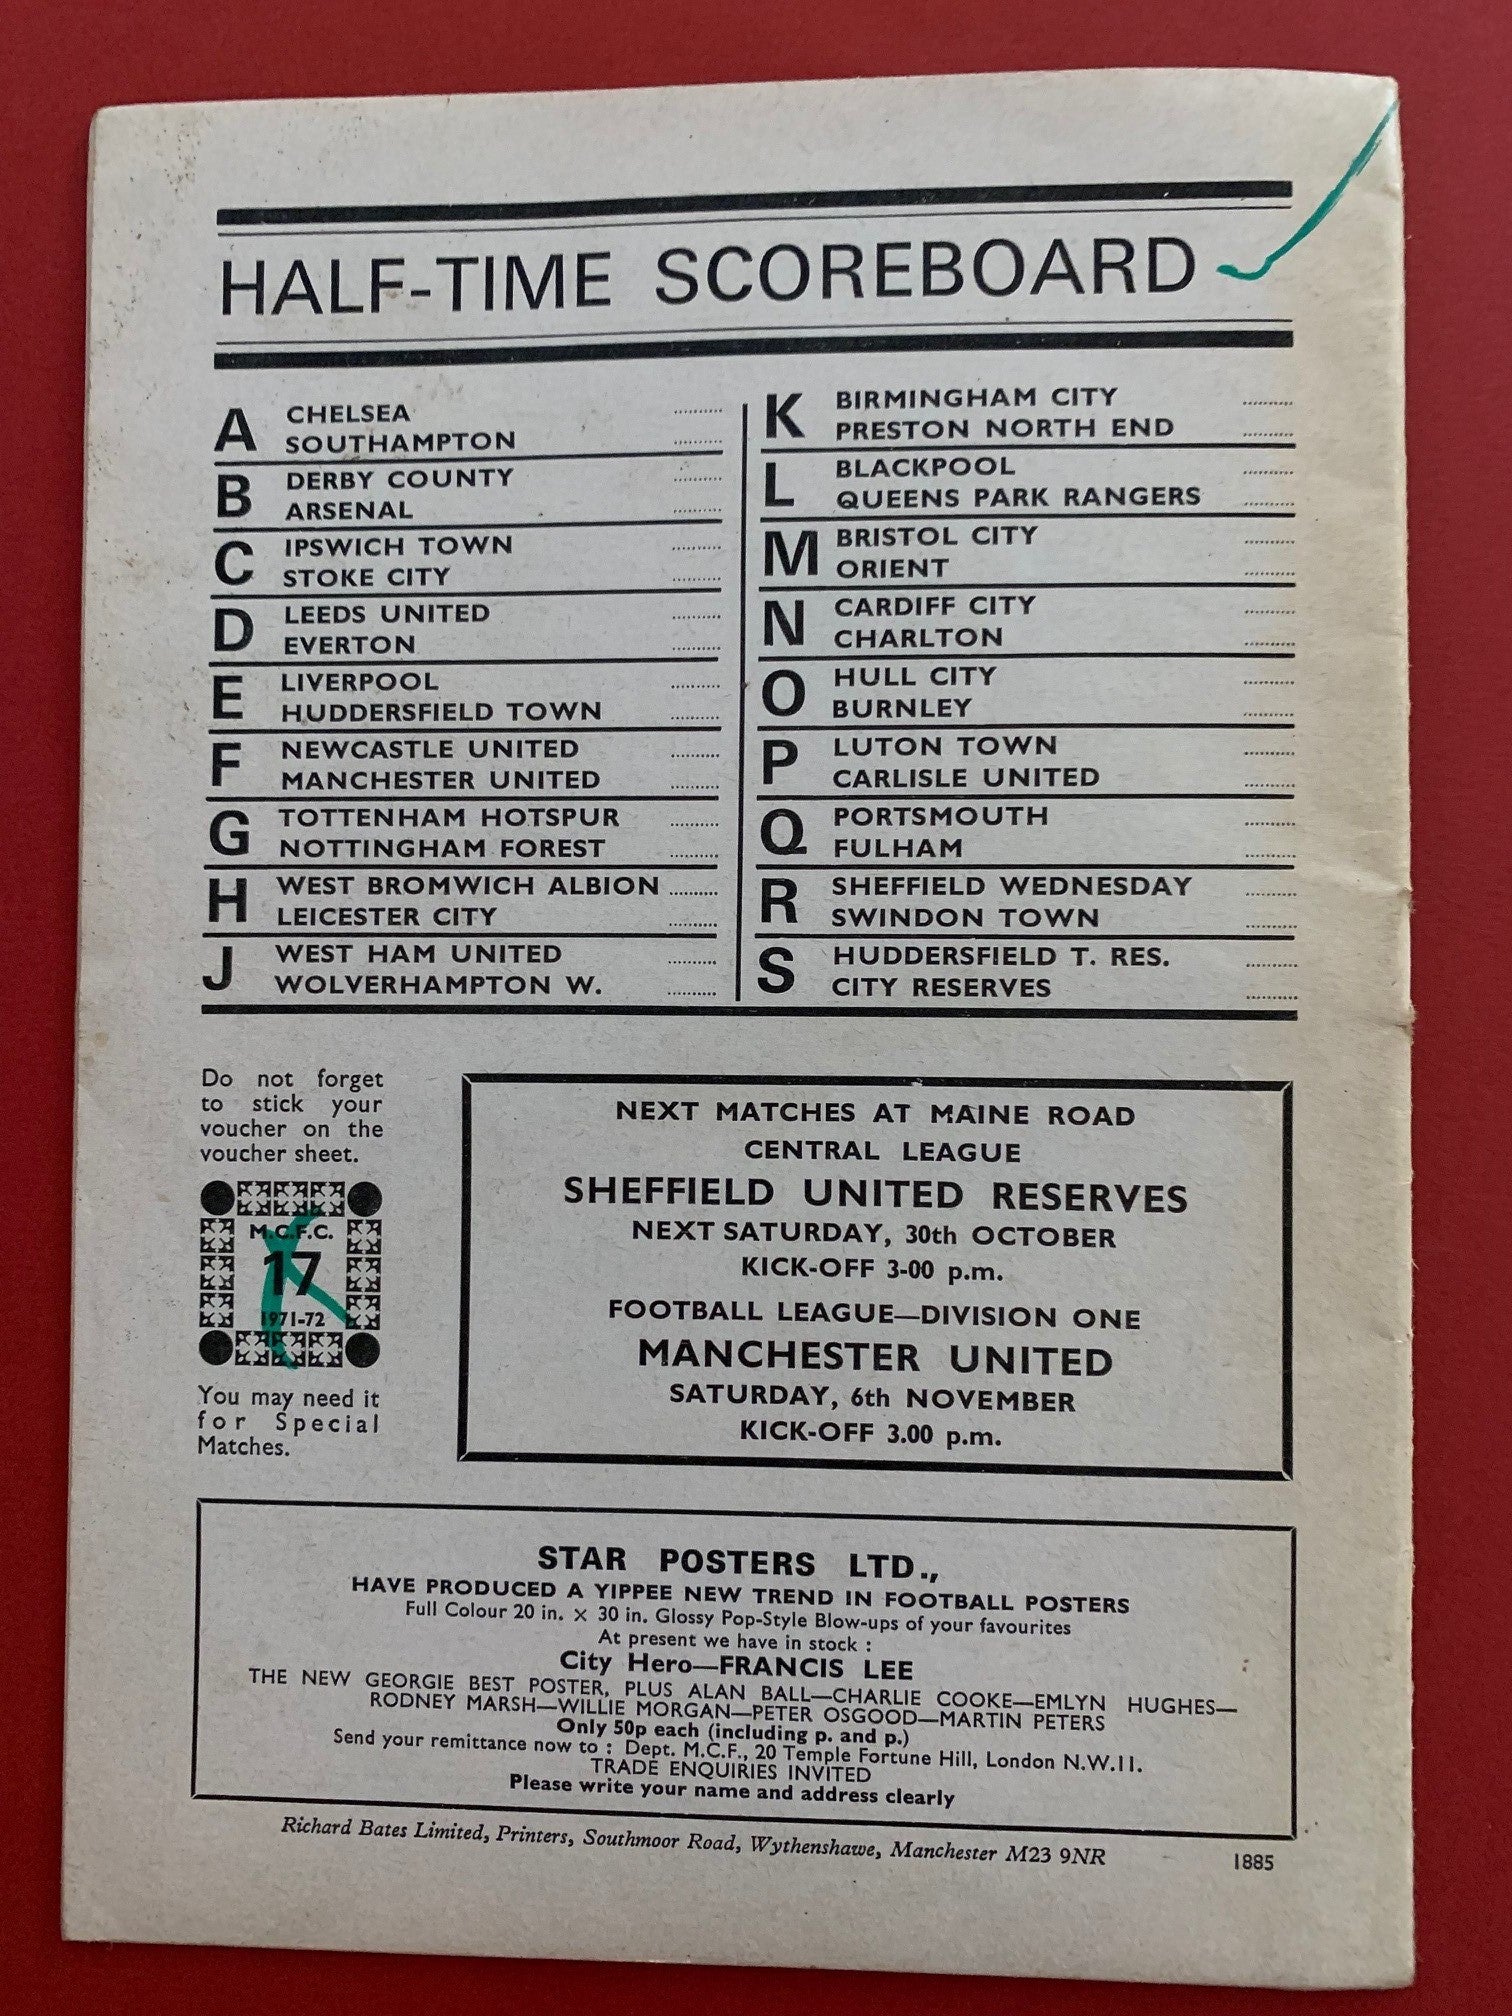 HALF-TIME SCOREBOARD
A CHELSEA ..........
SOUTHAMPTON ..........
B DERBY COUNTY ..........
ARSENAL ..........
C IPSWICH TOWN ..........
STOKE CITY ..........
D LEEDS UNITED ..........
EVERTON ..........
E LIVERPOOL ..........
HUDDERSFIELD TOWN ..........
F NEWCASTLE UNITED ..........
MANCHESTER UNITED ..........
G TOTTENHAM HOTSPUR ..........
NOTTINGHAM FOREST ..........
H WEST BROMWICH ALBION ..........
LEICESTER CITY ..........
J WEST HAM UNITED ..........
WOLVERHAMPTON W. ..........
K BIRMINGHAM CITY ..........
PRESTON NORTH END ..........
L BLACKPOOL ..........
QUEENS PARK RANGERS ..........
M BRISTOL CITY ..........
ORIENT ..........
N CARDIFF CITY ..........
CHARLTON ..........
O HULL CITY ..........
BURNLEY ..........
P LUTON TOWN ..........
CARLISLE UNITED ..........
Q PORTSMOUTH ..........
FULHAM ..........
R SHEFFIELD WEDNESDAY ..........
SWINDON TOWN ..........
S HUDDERSFIELD T. RES. ..........
CITY RESERVES ..........
Do not forget
to stick your
voucher on the
voucher sheet.
M.C.F.C.
17
1971-72
You may need it
for Special
Matches.
NEXT MATCHES AT MAINE ROAD
CENTRAL LEAGUE
SHEFFIELD UNITED RESERVES
NEXT SATURDAY, 30th OCTOBER
KICK-OFF 3-00 p.m.
FOOTBALL LEAGUE—DIVISION ONE
MANCHESTER UNITED
SATURDAY, 6th NOVEMBER
KICK-OFF 3.00 p.m.
STAR POSTERS LTD.,
HAVE PRODUCED A YIPPEE NEW TREND IN FOOTBALL POSTERS
Full Colour 20 in. × 30 in. Glossy Pop-Style Blow-ups of your favourites
At present we have in stock :
City Hero—FRANCIS LEE
THE NEW GEORGIE BEST POSTER, PLUS ALAN BALL—CHARLIE COOKE—EMLYN HUGHES—
RODNEY MARSH—WILLIE MORGAN—PETER OSGOOD—MARTIN PETERS
Only 50p each (including p. and p.)
Send your remittance now to : Dept. M.C.F., 20 Temple Fortune Hill, London N.W.11.
TRADE ENQUIRIES INVITED
Please write your name and address clearly
Richard Bates Limited, Printers, Southmoor Road, Wythenshawe, Manchester M23 9NR
1885